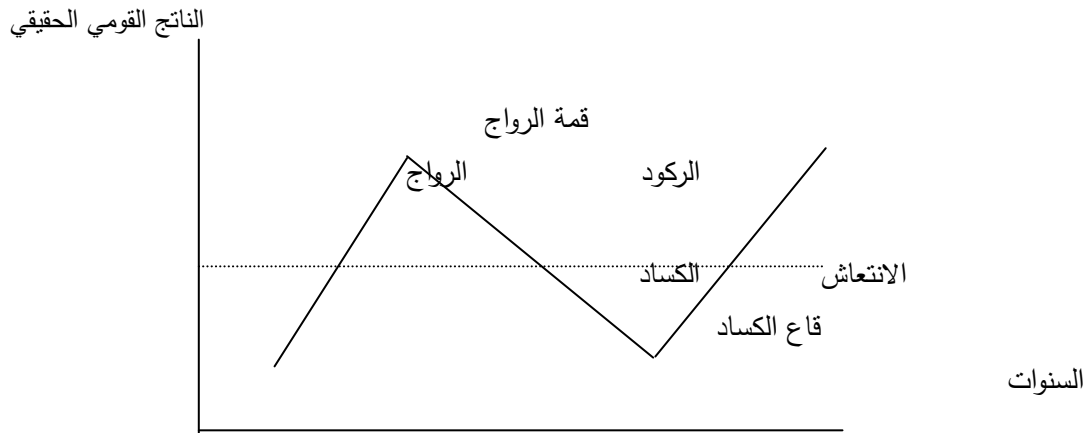 الناتج القومي الحقيقي
قمة الرواج
الرواج
الركود
الكساد
الانتعاش
قاع الكساد
السنوات